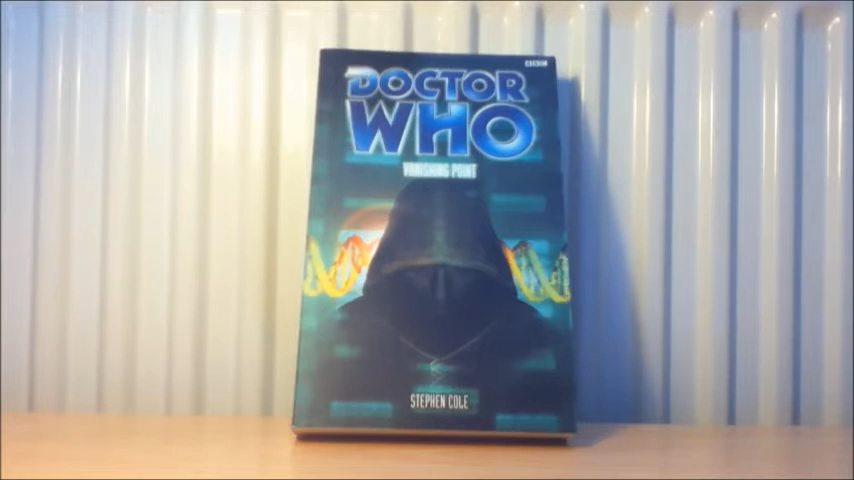 BBC
DOCTOR
WHO
VANISHING POINT
STEPHEN COLE